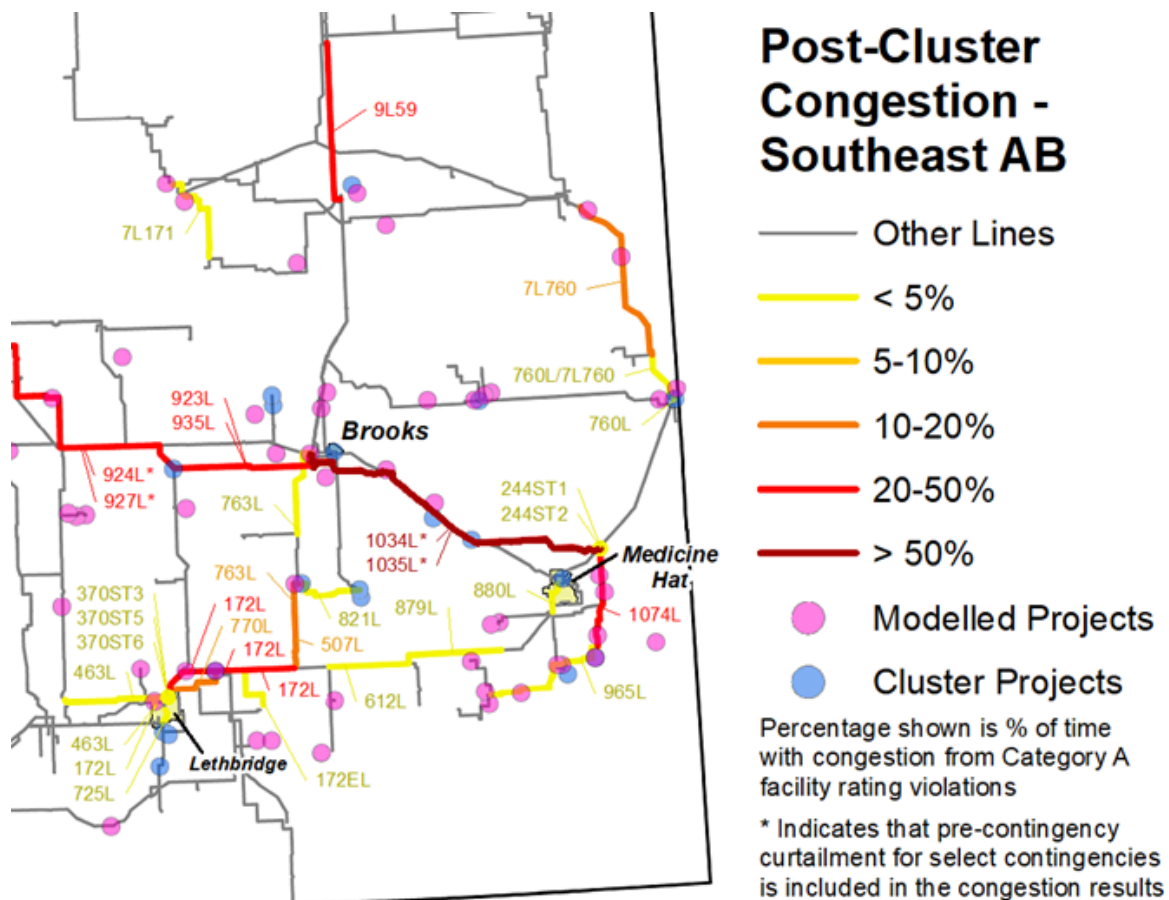 Post-Cluster
Congestion -
Southeast AB
Other Lines
< 5%
5-10%
10-20%
20-50%
> 50%
Modelled Projects
Cluster Projects
Percentage shown is % of time
with congestion from Category A
facility rating violations
* Indicates that pre-contingency
curtailment for select contingencies
is included in the congestion results
9L59
7L171
7L760
760L/7L760
760L
923L
935L
Brooks
924L*
927L*
763L
244ST1
244ST2
1034L*
1035L*
Medicine
Hat
370ST3
370ST5
370ST6
763L
172L
770L
172L
821L
879L
880L
1074L
507L
463L
172L
612L
965L
463L
172L
725L
Lethbridge
172EL